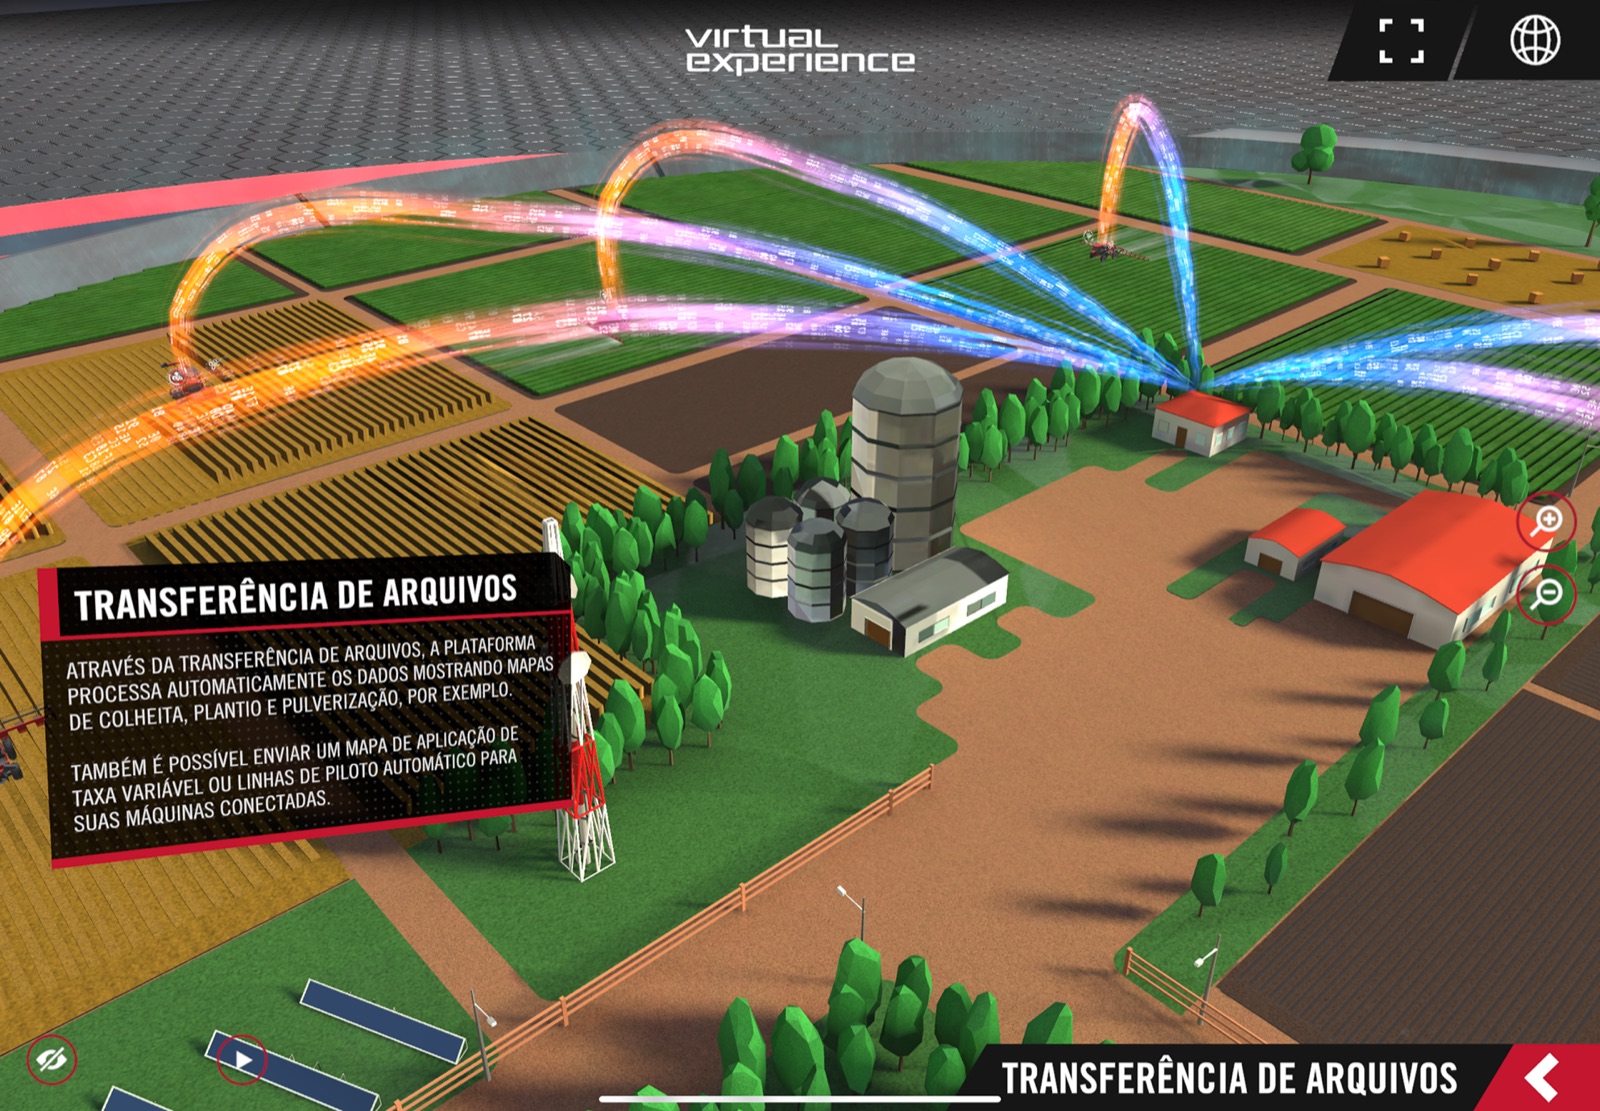 virtual
experience
TRANSFERÊNCIA DE ARQUIVOS
ATRAVÉS DA TRANSFERÊNCIA DE ARQUIVOS, A PLATAFORMA
PROCESSA AUTOMATICAMENTE OS DADOS MOSTRANDO MAPAS
DE COLHEITA, PLANTIO E PULVERIZAÇÃO, POR EXEMPLO.
TAMBÉM É POSSÍVEL ENVIAR UM MAPA DE APLICAÇÃO DE
TAXA VARIÁVEL OU LINHAS DE PILOTO AUTOMÁTICO PARA
SUAS MÁQUINAS CONECTADAS.
TRANSFERÊNCIA DE ARQUIVOS